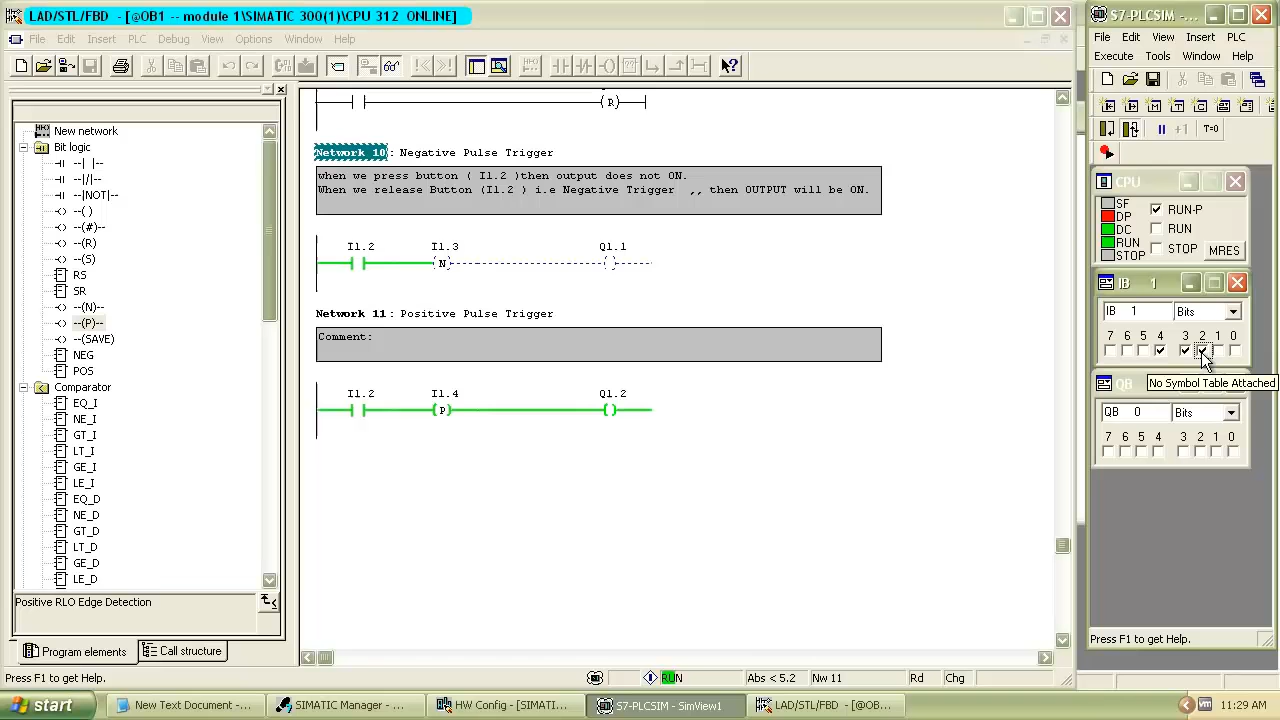 LAD/STL/FBD - [@OB1 -- module 1\SIMATIC 300(1)\CPU 312 ONLINE]
File Edit Insert PLC Debug View Options Window Help
New network
Bit logic
--| |--
--|/|--
--|NOT|--
--( )
--(#)--
--(R)
--(S)
RS
SR
--(N)--
--(P)--
--(SAVE)
NEG
POS
Comparator
EQ_I
NE_I
GT_I
LT_I
GE_I
LE_I
EQ_D
NE_D
GT_D
LT_D
GE_D
LE_D
Positive RLO Edge Detection
Program elements
Call structure
(R)
Network 10: Negative Pulse Trigger
when we push button ( I1.2 )then Output does not ON.
When we release button (I1.2 ) i.e Negative Trigger ,, then OUTPUT will be ON.
I1.2 I1.3 Q1.1
(N) ( )
Network 11: Positive Pulse Trigger
Comment:
I1.2 I1.4 Q1.2
(P) ( )
Press F1 to get Help.
RUN
Abs < 5.2
Nw 11
Rd
Chg
S7-PLCSIM -...
File Edit View Insert PLC
Execute Tools Window Help
+1 T=0
CPU
SF
DP
DC
RUN
STOP
RUN-P
RUN
STOP
MRES
IB 1
IB 1 Bits
7 6 5 4 3 2 1 0
No Symbol Table Attached
QB
QB 0 Bits
7 6 5 4 3 2 1 0
Press F1 to get Help.
start
New Text Document -...
SIMATIC Manager - ...
HW Config - [SIMATI...
S7-PLCSIM - SimView1
LAD/STL/FBD - [@OB...
11:29 AM